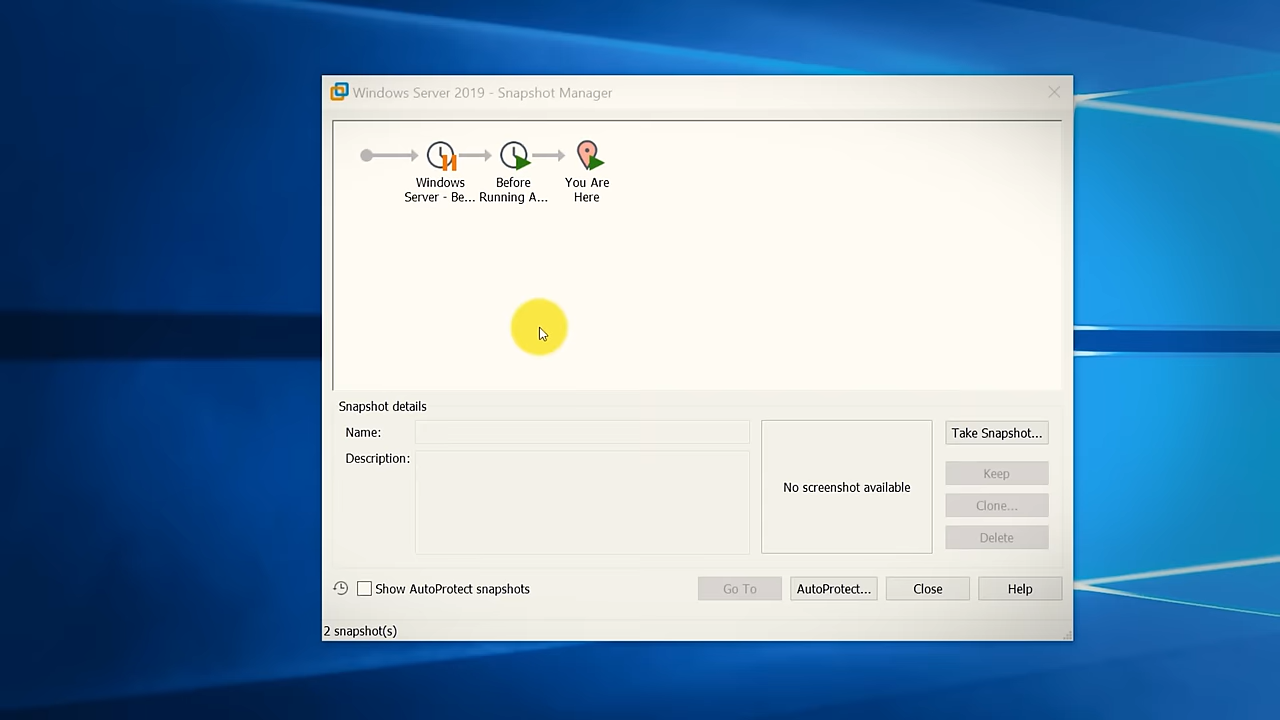 Windows Server 2019 - Snapshot Manager
Windows
Server - Be...
Before
Running A...
You Are
Here
Snapshot details
Name:
Description:
No screenshot available
Take Snapshot...
Keep
Clone...
Delete
Show AutoProtect snapshots
Go To
AutoProtect...
Close
Help
2 snapshot(s)